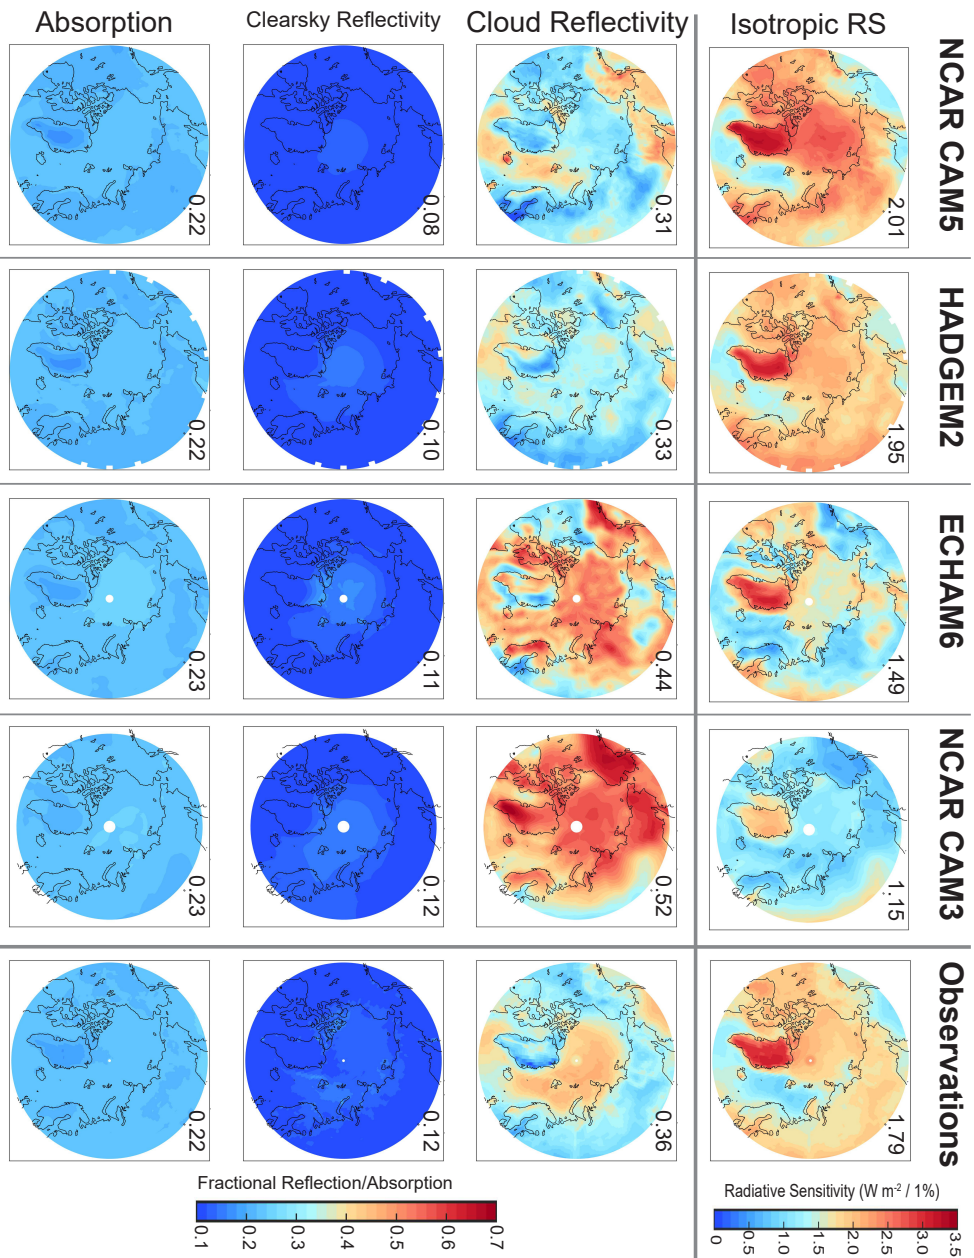 Absorption
Clearsky Reflectivity
Cloud Reflectivity
Isotropic RS
NCAR CAM5
0.22
0.08
0.31
2.01
HADGEM2
0.22
0.10
0.33
1.95
ECHAM6
0.23
0.11
0.44
1.49
NCAR CAM3
0.23
0.12
0.52
1.15
Observations
0.22
0.12
0.36
1.79
Fractional Reflection/Absorption
0.1 0.2 0.3 0.4 0.5 0.6 0.7
Radiative Sensitivity (W m⁻² / 1%)
0 0.5 1.0 1.5 2.0 2.5 3.0 3.5